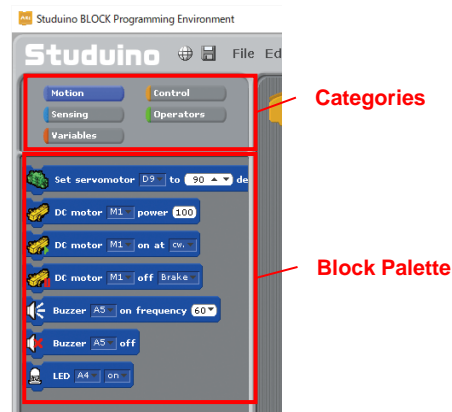 Studuino BLOCK Programming Environment
Studuino File Ed
Motion Control
Sensing Operators
Variables
Categories
Set servomotor D9 to 90 de
DC motor M1 power 100
DC motor M1 on at cw.
DC motor M1 off Brake
Block Palette
Buzzer A5 on frequency 60
Buzzer A5 off
LED A4 on